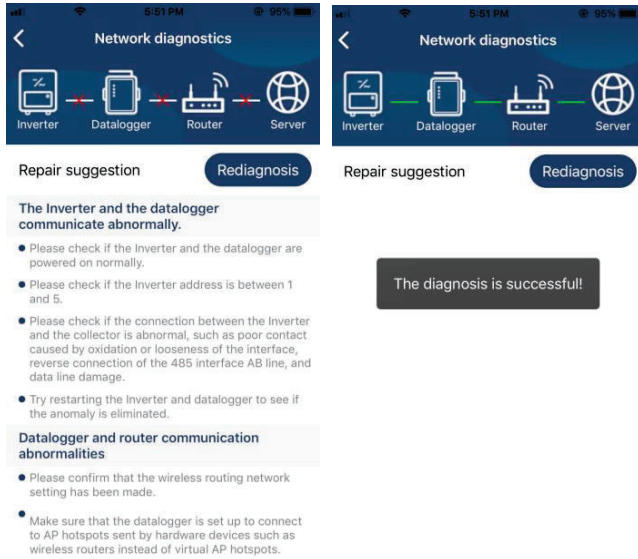 5:51 PM
95%
Network diagnostics
Inverter
Datalogger
Router
Server
Repair suggestion
Rediagnosis
The Inverter and the datalogger
communicate abnormally.
Please check if the Inverter and the datalogger are
powered on normally.
Please check if the Inverter address is between 1
and 5.
Please check if the connection between the Inverter
and the collector is abnormal, such as poor contact
caused by oxidation or looseness of the interface,
reverse connection of the 485 interface AB line, and
data line damage.
Try restarting the Inverter and datalogger to see if
the anomaly is eliminated.
Datalogger and router communication
abnormalities
Please confirm that the wireless routing network
setting has been made.
Make sure that the datalogger is set up to connect
to AP hotspots sent by hardware devices such as
wireless routers instead of virtual AP hotspots.
5:51 PM
95%
Network diagnostics
Inverter
Datalogger
Router
Server
Repair suggestion
Rediagnosis
The diagnosis is successful!